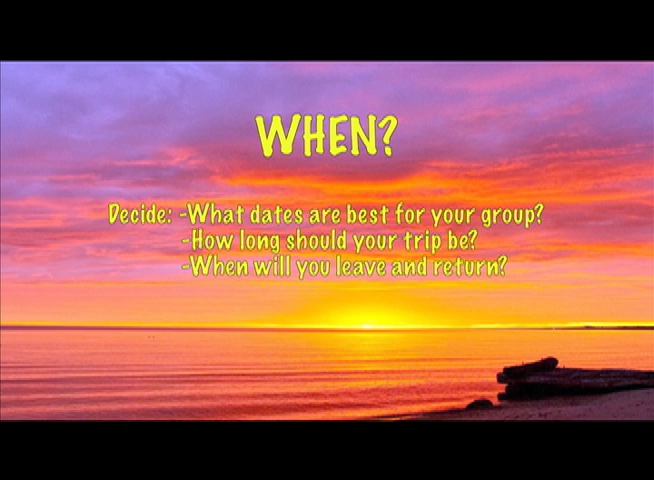 WHEN?
Decide: -What dates are best for your group?
-How long should your trip be?
-When will you leave and return?